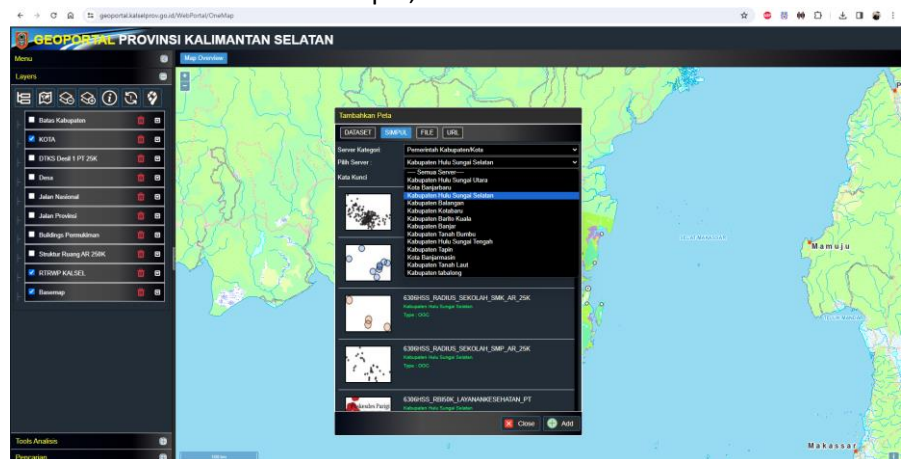 geoportal.kalselprov.go.id/WebPortal/OneMap
GEOPORTAL PROVINSI KALIMANTAN SELATAN
Menu
Map Overview
Layers
Batas Kabupaten
KOTA
DTKS Desil 1 PT 25K
Desa
Jalan Nasional
Jalan Provinsi
Buildings Permukiman
Struktur Ruang AR 250K
RTRWP KALSEL
Basemap
Tools Analisis
Pencarian
Tambahkan Peta
DATASET SIMPUL FILE URL
Server Kategori: Pemerintah Kabupaten/Kota
Pilih Server : Kabupaten Hulu Sungai Selatan
Kata Kunci
---- Semua Server----
Kabupaten Hulu Sungai Utara
Kota Banjarbaru
Kabupaten Hulu Sungai Selatan
Kabupaten Balangan
Kabupaten Kotabaru
Kabupaten Barito Kuala
Kabupaten Banjar
Kabupaten Tanah Bumbu
Kabupaten Hulu Sungai Tengah
Kabupaten Tapin
Kota Banjarmasin
Kabupaten Tanah Laut
Kabupaten tabalong
6306HSS_RADIUS_SEKOLAH_SMK_AR_25K
Kabupaten Hulu Sungai Selatan
Type : OGC
6306HSS_RADIUS_SEKOLAH_SMP_AR_25K
Kabupaten Hulu Sungai Selatan
Type : OGC
6306HSS_RBI50K_LAYANANKESEHATAN_PT
Kabupaten Hulu Sungai Selatan
Close Add
Mamuju
Makassar